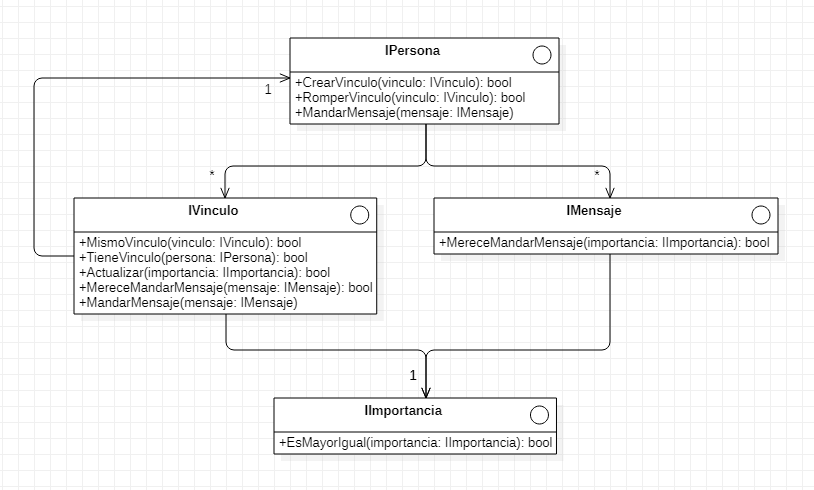 IPersona
+CrearVinculo(vinculo: IVinculo): bool
+RomperVinculo(vinculo: IVinculo): bool
+MandarMensaje(mensaje: IMensaje)
1
*
*
IVinculo
+MismoVinculo(vinculo: IVinculo): bool
+TieneVinculo(persona: IPersona): bool
+Actualizar(importancia: IImportancia): bool
+MereceMandarMensaje(mensaje: IMensaje): bool
+MandarMensaje(mensaje: IMensaje)
IMensaje
+MereceMandarMensaje(importancia: IImportancia): bool
1
IImportancia
+EsMayorIgual(importancia: IImportancia): bool